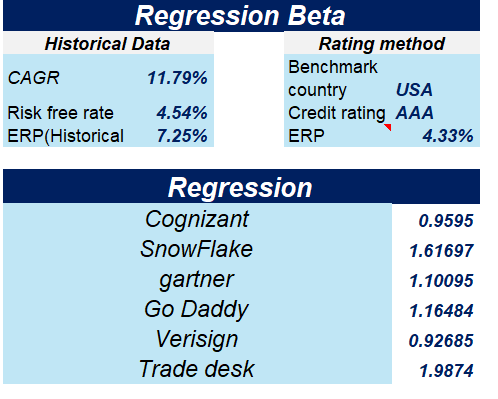 Regression Beta
Historical Data
CAGR 11.79%
Risk free rate 4.54%
ERP(Historical 7.25%
Rating method
Benchmark
country USA
Credit rating AAA
ERP 4.33%
Regression
Cognizant 0.9595
SnowFlake 1.61697
gartner 1.10095
Go Daddy 1.16484
Verisign 0.92685
Trade desk 1.9874